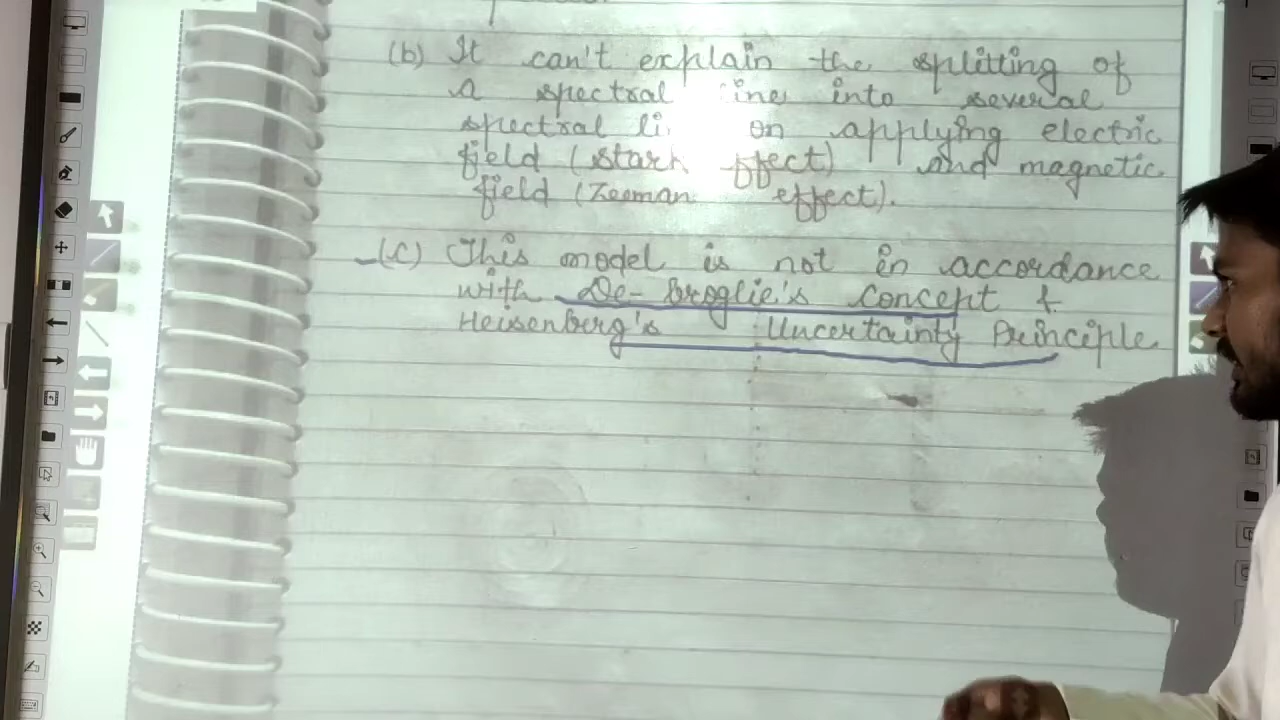 (b) It can't explain the splitting of
a spectral line into several
spectral li on applying electric
field (stark effect) and magnetic
field (Zeeman effect).
(c) This model is not in accordance
with De-broglie's concept &
Heisenberg's Uncertainty Principle